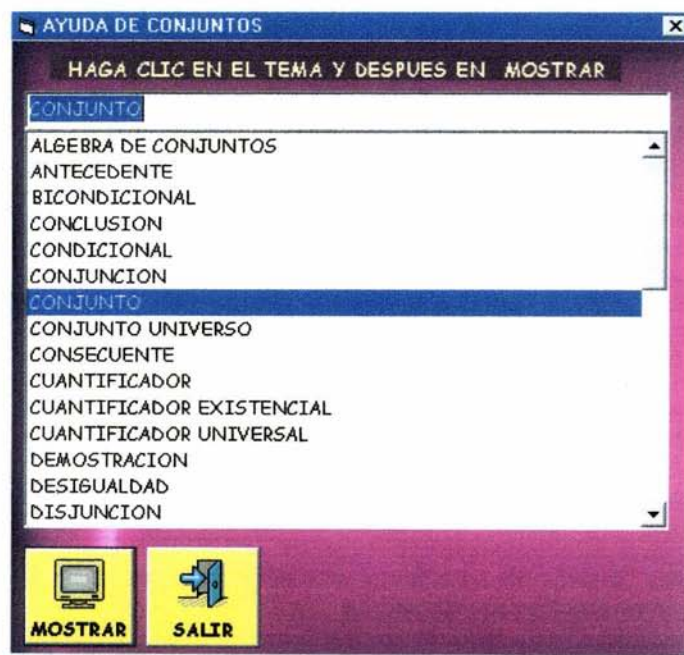 AYUDA DE CONJUNTOS
HAGA CLIC EN EL TEMA Y DESPUES EN MOSTRAR
CONJUNTO
ALGEBRA DE CONJUNTOS
ANTECEDENTE
BICONDICIONAL
CONCLUSION
CONDICIONAL
CONJUNCION
CONJUNTO
CONJUNTO UNIVERSO
CONSECUENTE
CUANTIFICADOR
CUANTIFICADOR EXISTENCIAL
CUANTIFICADOR UNIVERSAL
DEMOSTRACION
DESIGUALDAD
DISJUNCION
MOSTRAR
SALIR